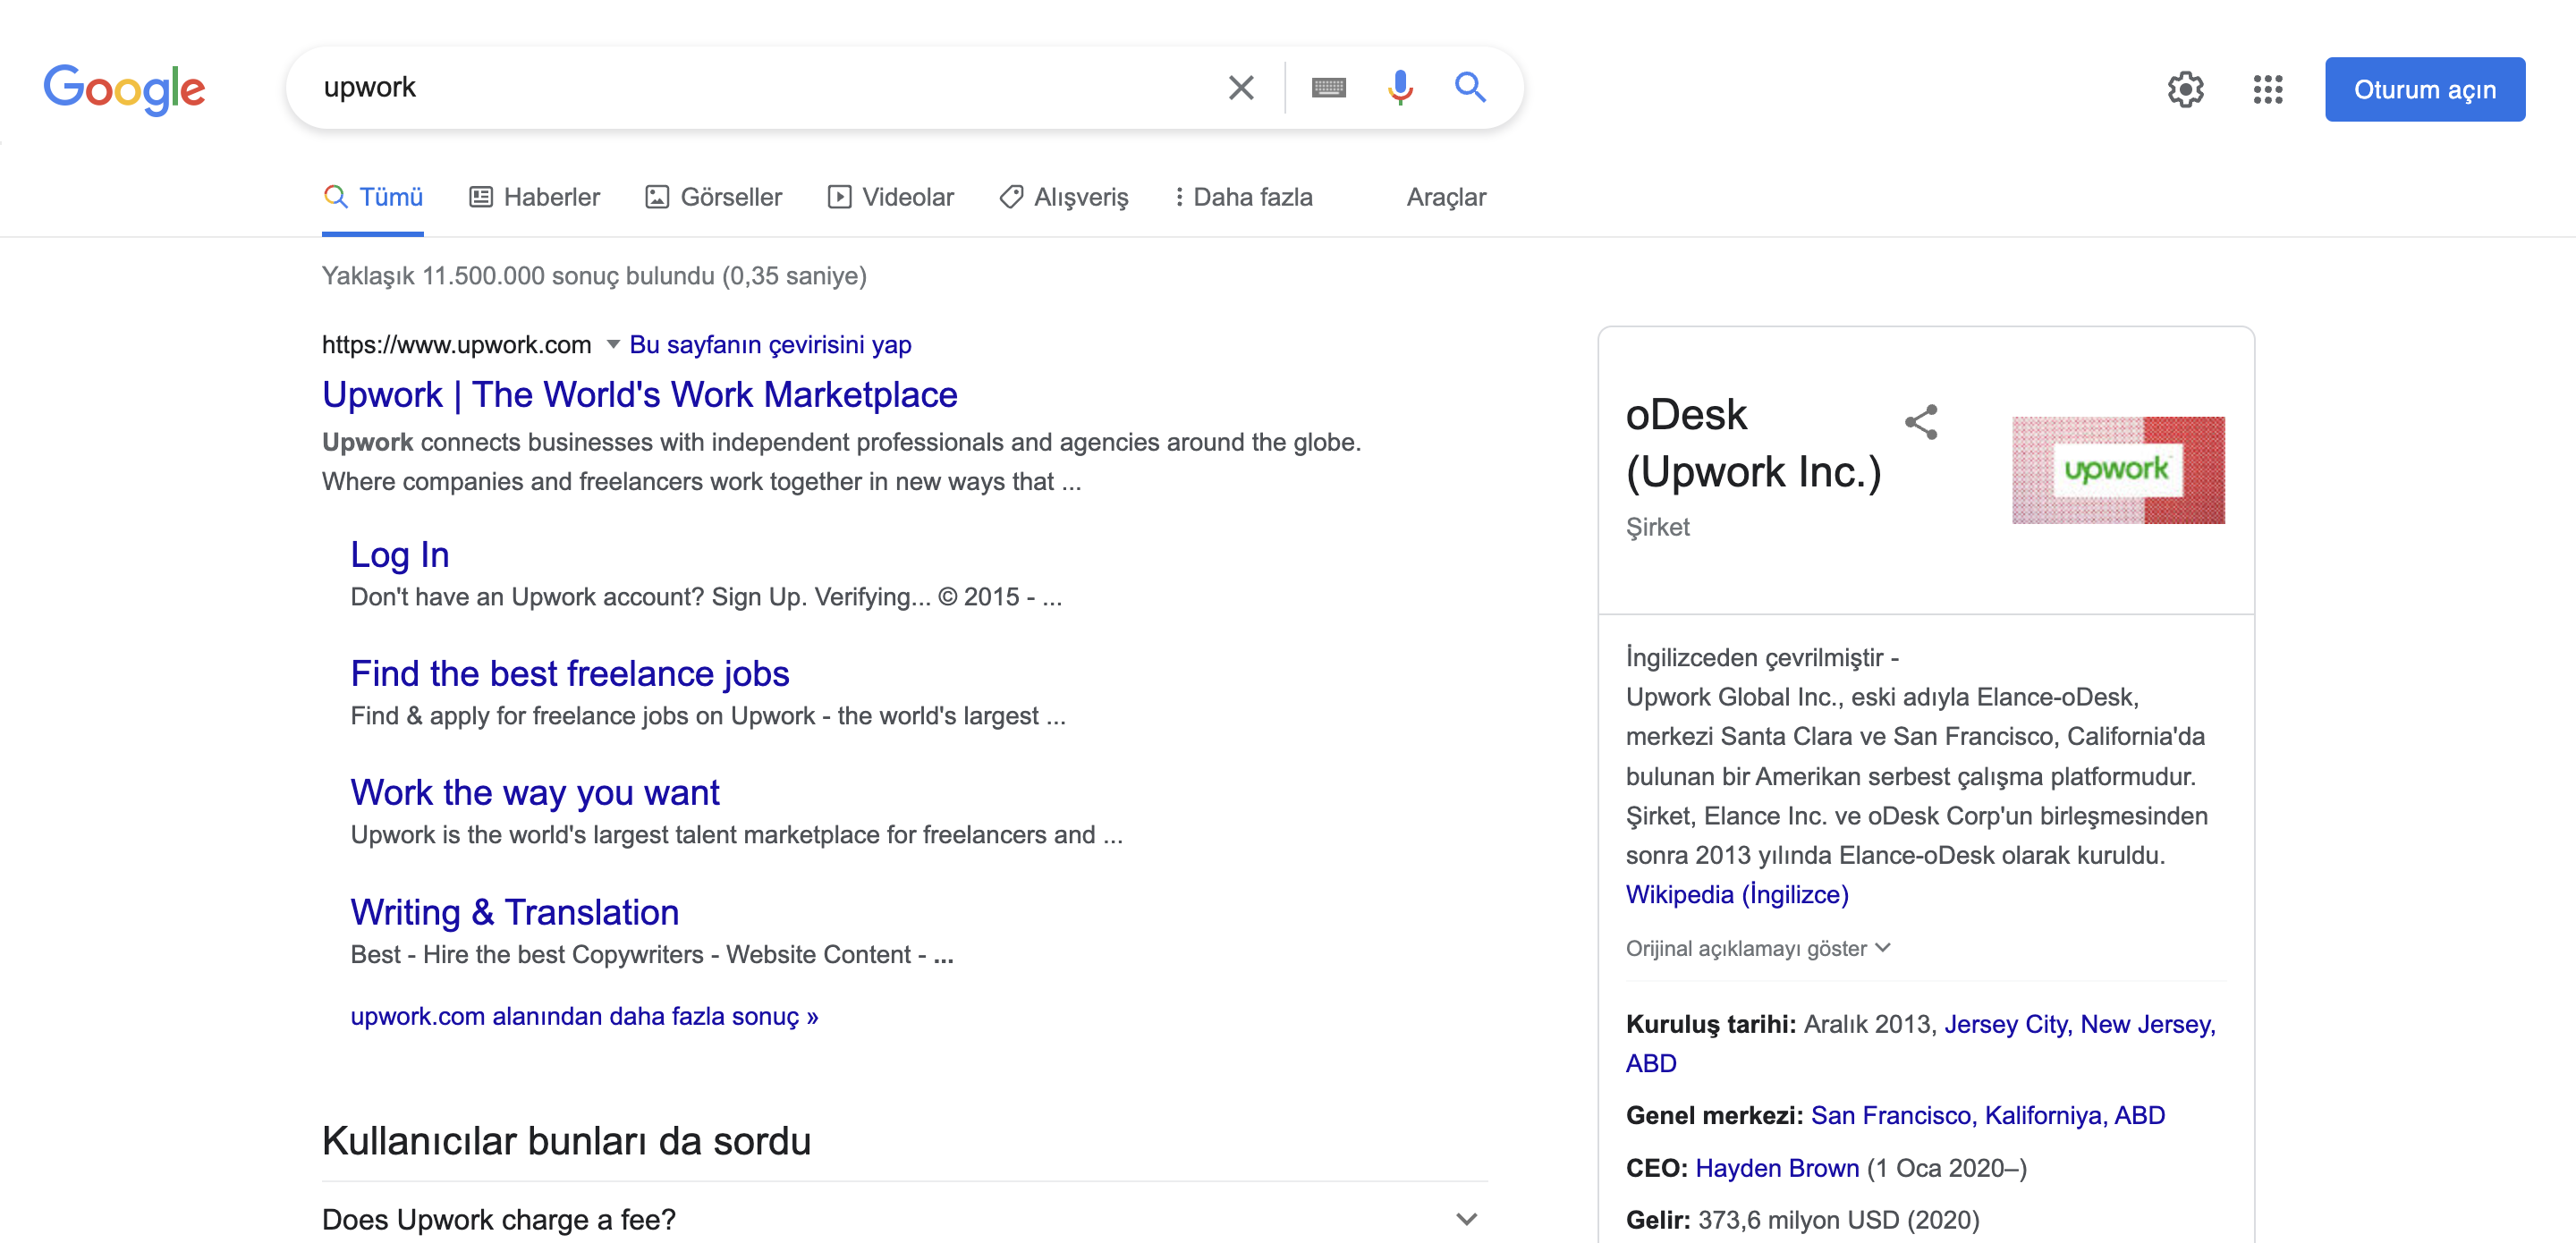 Google
upwork
Oturum açın
Tümü
Haberler
Görseller
Videolar
Alışveriş
Daha fazla
Araçlar
Yaklaşık 11.500.000 sonuç bulundu (0,35 saniye)
https://www.upwork.com Bu sayfanın çevirisini yap
Upwork | The World's Work Marketplace
Upwork connects businesses with independent professionals and agencies around the globe.
Where companies and freelancers work together in new ways that ...
Log In
Don't have an Upwork account? Sign Up. Verifying... © 2015 - ...
Find the best freelance jobs
Find & apply for freelance jobs on Upwork - the world's largest ...
Work the way you want
Upwork is the world's largest talent marketplace for freelancers and ...
Writing & Translation
Best - Hire the best Copywriters - Website Content - ...
upwork.com alanından daha fazla sonuç »
Kullanıcılar bunları da sordu
Does Upwork charge a fee?
oDesk
(Upwork Inc.)
Şirket
upwork
İngilizceden çevrilmiştir -
Upwork Global Inc., eski adıyla Elance-oDesk,
merkezi Santa Clara ve San Francisco, California'da
bulunan bir Amerikan serbest çalışma platformudur.
Şirket, Elance Inc. ve oDesk Corp'un birleşmesinden
sonra 2013 yılında Elance-oDesk olarak kuruldu.
Wikipedia (İngilizce)
Orijinal açıklamayı göster
Kuruluş tarihi: Aralık 2013, Jersey City, New Jersey,
ABD
Genel merkezi: San Francisco, Kaliforniya, ABD
CEO: Hayden Brown (1 Oca 2020–)
Gelir: 373,6 milyon USD (2020)